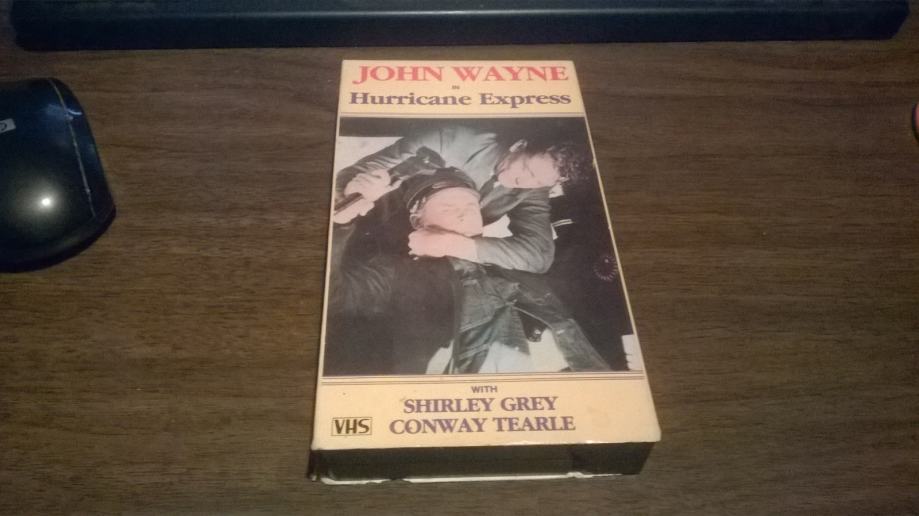 JOHN WAYNE
IN
Hurricane Express
WITH
SHIRLEY GREY
CONWAY TEARLE
VHS